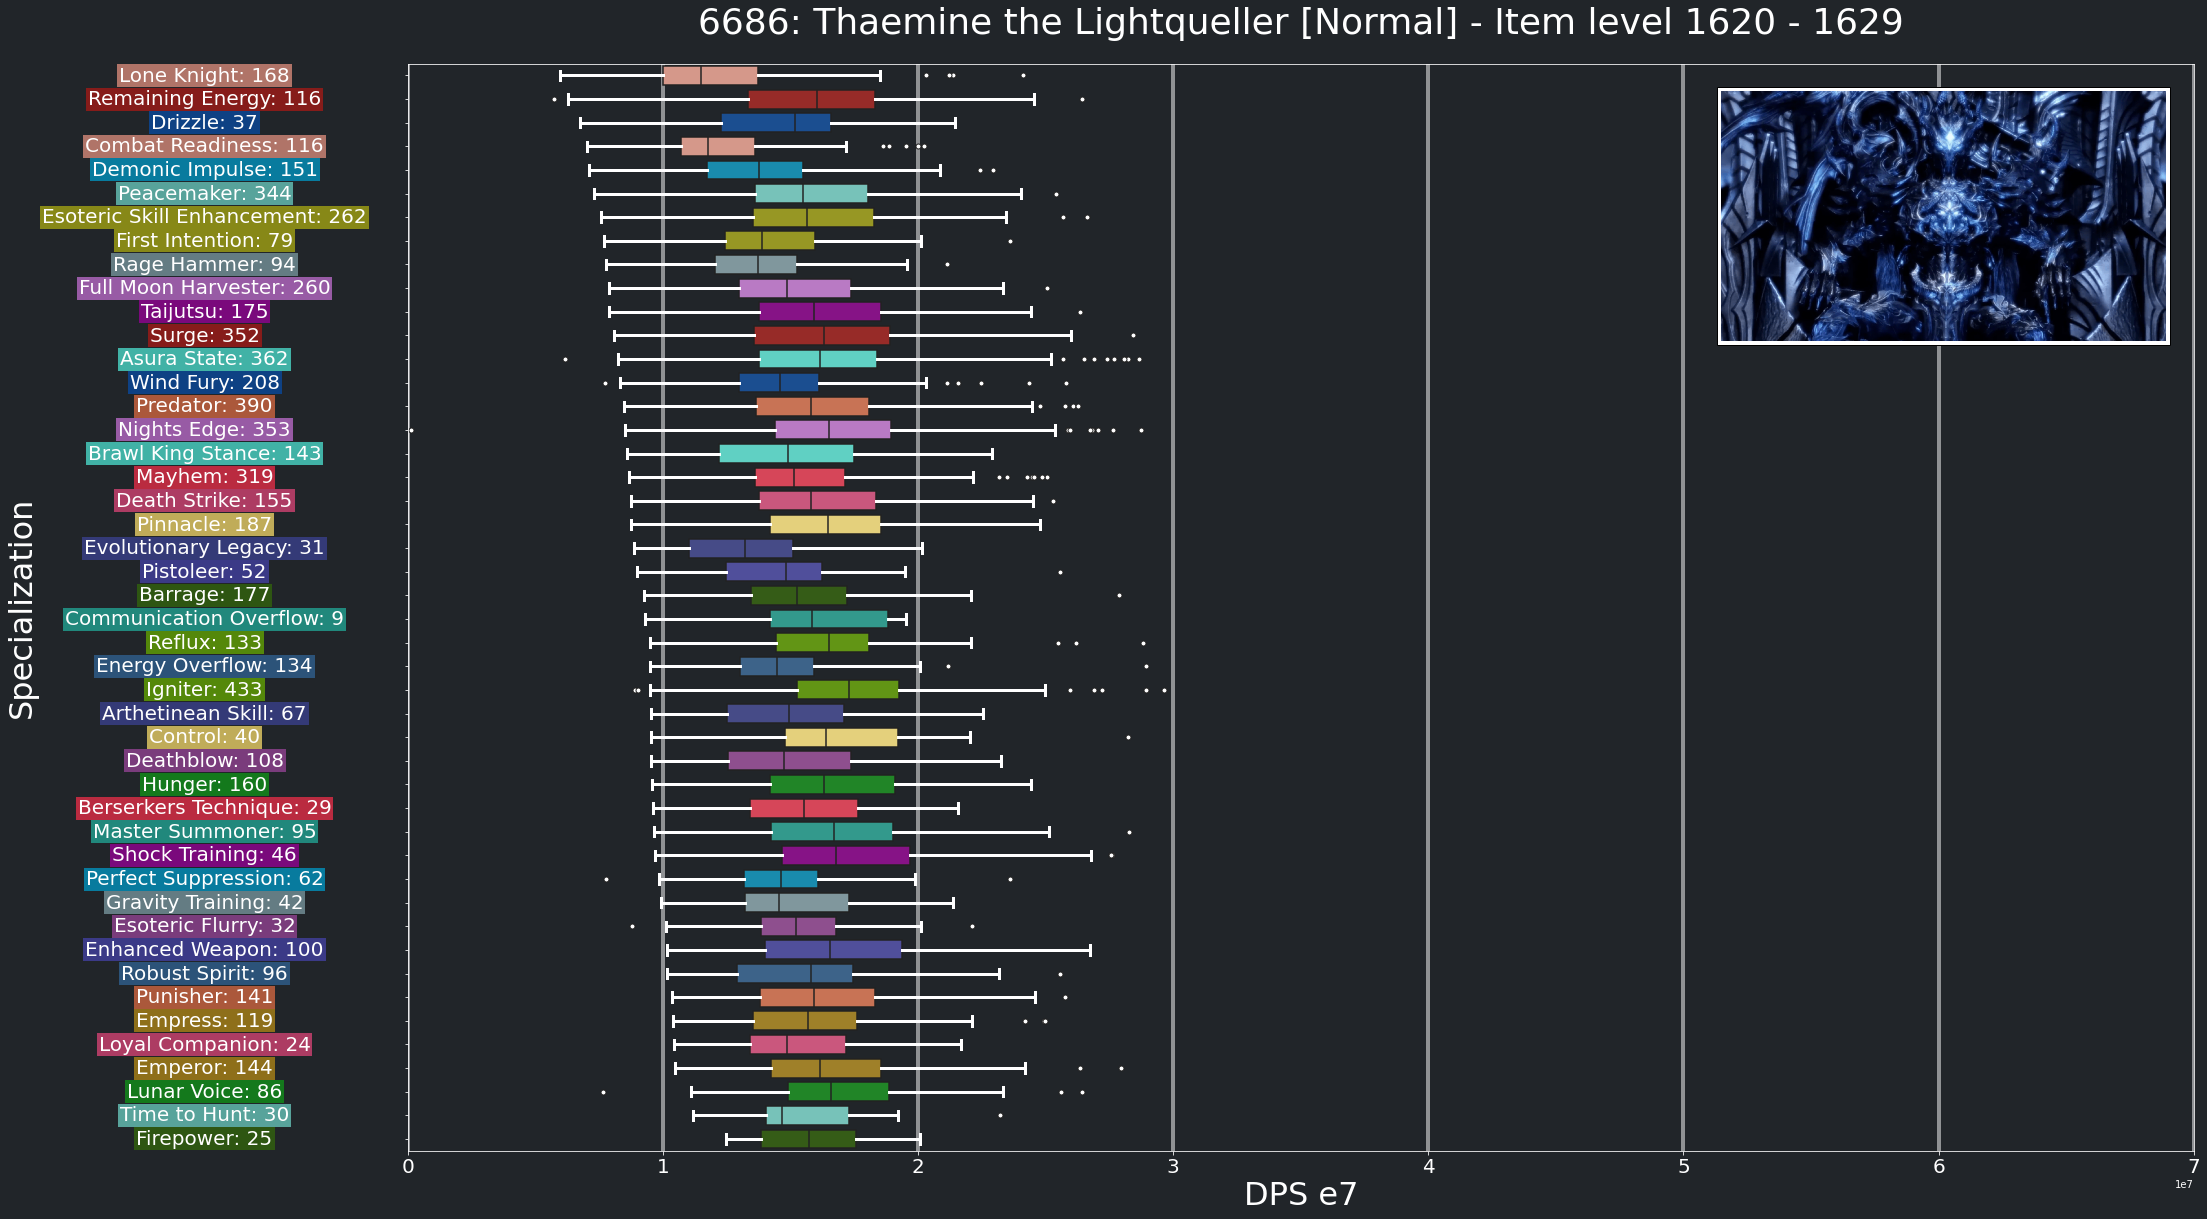 6686: Thaemine the Lightqueller [Normal] - Item level 1620 - 1629
Specialization
Lone Knight: 168
Remaining Energy: 116
Drizzle: 37
Combat Readiness: 116
Demonic Impulse: 151
Peacemaker: 344
Esoteric Skill Enhancement: 262
First Intention: 79
Rage Hammer: 94
Full Moon Harvester: 260
Taijutsu: 175
Surge: 352
Asura State: 362
Wind Fury: 208
Predator: 390
Nights Edge: 353
Brawl King Stance: 143
Mayhem: 319
Death Strike: 155
Pinnacle: 187
Evolutionary Legacy: 31
Pistoleer: 52
Barrage: 177
Communication Overflow: 9
Reflux: 133
Energy Overflow: 134
Igniter: 433
Arthetinean Skill: 67
Control: 40
Deathblow: 108
Hunger: 160
Berserkers Technique: 29
Master Summoner: 95
Shock Training: 46
Perfect Suppression: 62
Gravity Training: 42
Esoteric Flurry: 32
Enhanced Weapon: 100
Robust Spirit: 96
Punisher: 141
Empress: 119
Loyal Companion: 24
Emperor: 144
Lunar Voice: 86
Time to Hunt: 30
Firepower: 25
0 1 2 3 4 5 6 7
1e7
DPS e7